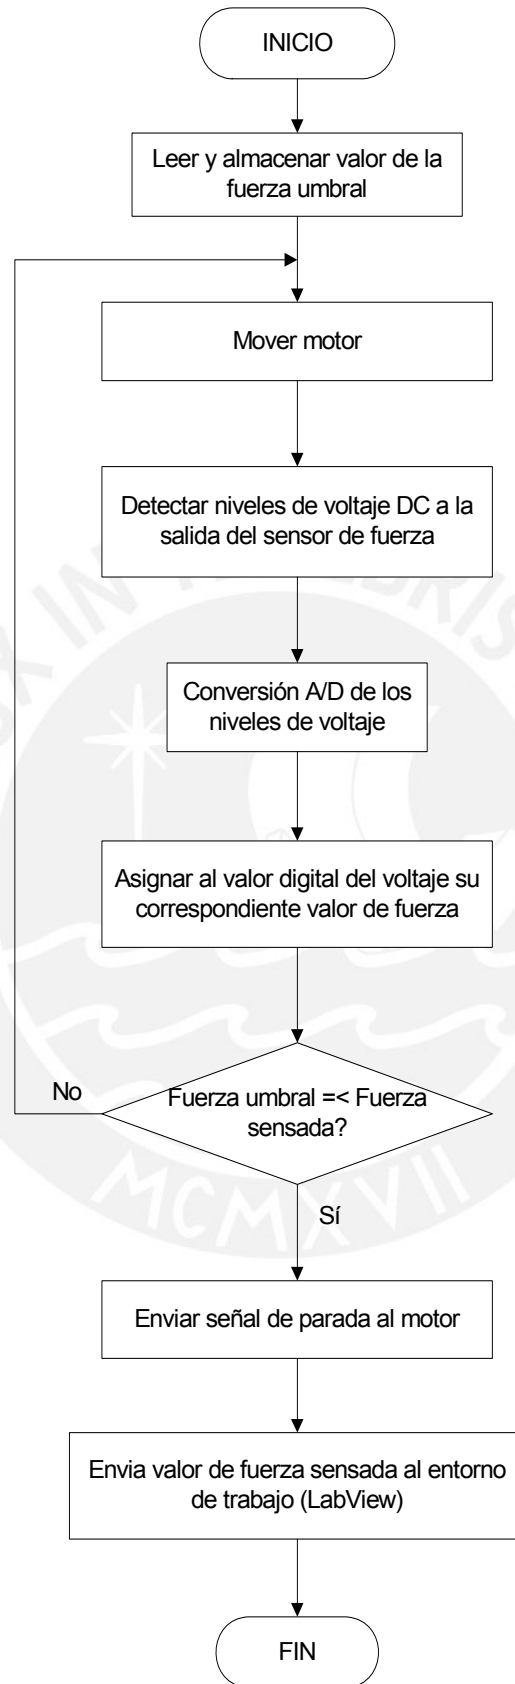 INICIO
Leer y almacenar valor de la
fuerza umbral
Mover motor
Detectar niveles de voltaje DC a la
salida del sensor de fuerza
Conversión A/D de los
niveles de voltaje
Asignar al valor digital del voltaje su
correspondiente valor de fuerza
No
Fuerza umbral =< Fuerza
sensada?
Sí
MCMXVII
Enviar señal de parada al motor
Envia valor de fuerza sensada al entorno
de trabajo (LabView)
FIN